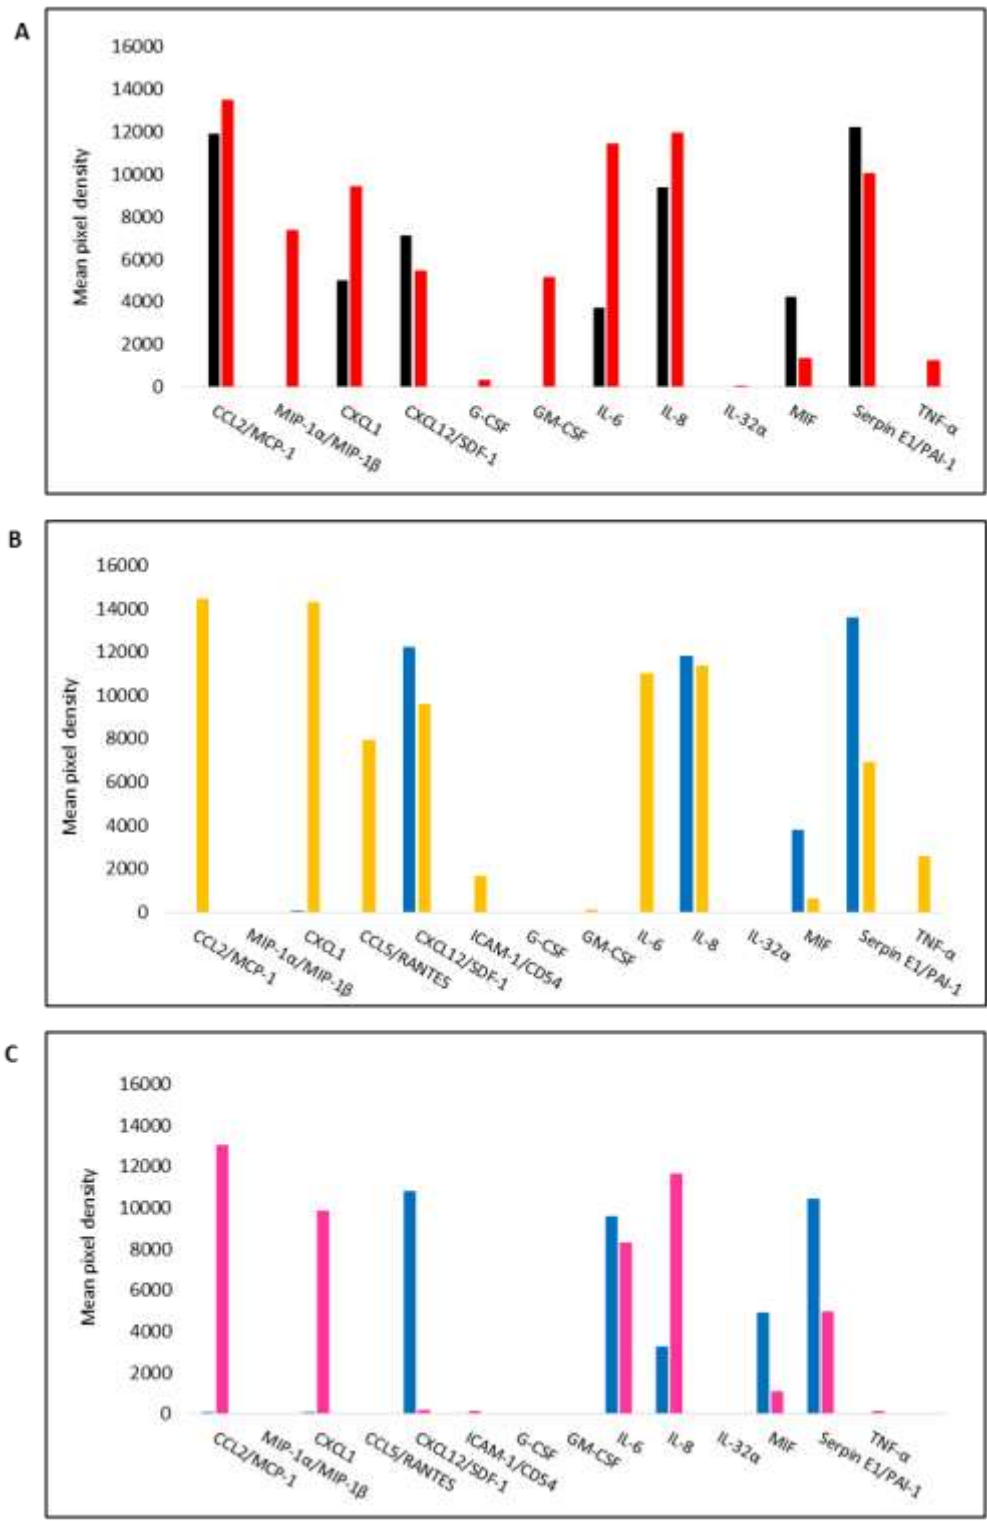 A
Mean pixel density
16000
14000
12000
10000
8000
6000
4000
2000
0
CCL2/MCP-1
MIP-1α/MIP-1β
CXCL1
CXCL12/SDF-1
G-CSF
GM-CSF
IL-6
IL-8
IL-32α
MIF
Serpin E1/PAI-1
TNF-α
B
Mean pixel density
16000
14000
12000
10000
8000
6000
4000
2000
0
CCL2/MCP-1
MIP-1α/MIP-1β
CXCL1
CCL5/RANTES
CXCL12/SDF-1
ICAM-1/CD54
G-CSF
GM-CSF
IL-6
IL-8
IL-32α
MIF
Serpin E1/PAI-1
TNF-α
C
Mean pixel density
16000
14000
12000
10000
8000
6000
4000
2000
0
CCL2/MCP-1
MIP-1α/MIP-1β
CXCL1
CCL5/RANTES
CXCL12/SDF-1
ICAM-1/CD54
G-CSF
GM-CSF
IL-6
IL-8
IL-32α
MIF
Serpin E1/PAI-1
TNF-α